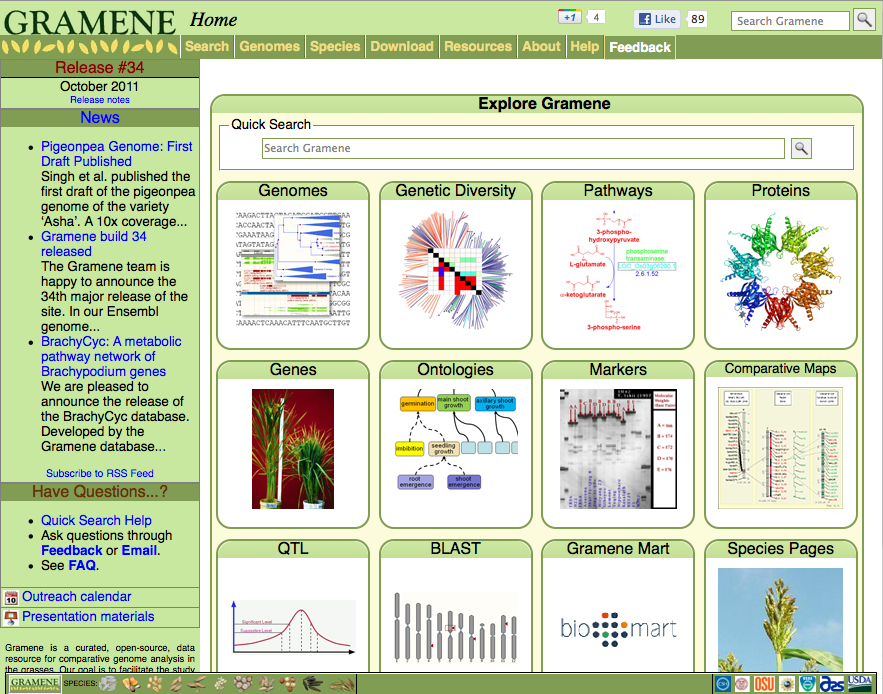 GRAMENE Home
+1 4
Like 89
Search Gramene
Search Genomes Species Download Resources About Help Feedback
Release #34
October 2011
Release notes
News
Pigeonpea Genome: First
Draft Published
Singh et al. published the
first draft of the pigeonpea
genome of the variety
‘Asha’. A 10x coverage...
Gramene build 34
released
The Gramene team is
happy to announce the
34th major release of the
site. In our Ensembl
genome...
BrachyCyc: A metabolic
pathway network of
Brachypodium genes
We are pleased to
announce the release of
the BrachyCyc database.
Developed by the
Gramene database...
Subscribe to RSS Feed
Have Questions...?
Quick Search Help
Ask questions through
Feedback or Email.
See FAQ.
Outreach calendar
Presentation materials
Gramene is a curated, open-source, data
resource for comparative genome analysis in
the grasses. Our goal is to facilitate the study
Explore Gramene
Quick Search
Search Gramene
Genomes
Genetic Diversity
Pathways
3-phospho-
hydroxypyruvate
phosphoserine
transaminase:
2.6.1.52
L-glutamate
α-ketoglutarate
3-phospho-serine
Proteins
Genes
Ontologies
germination
main shoot
growth
axillary shoot
growth
imbibition
seedling
growth
root
emergence
shoot
emergence
Markers
Comparative Maps
QTL
Significant Level
Suggestive Level
BLAST
Gramene Mart
bio mart
Species Pages
GRAMENE SPECIES:
CSH
OSU
USDA